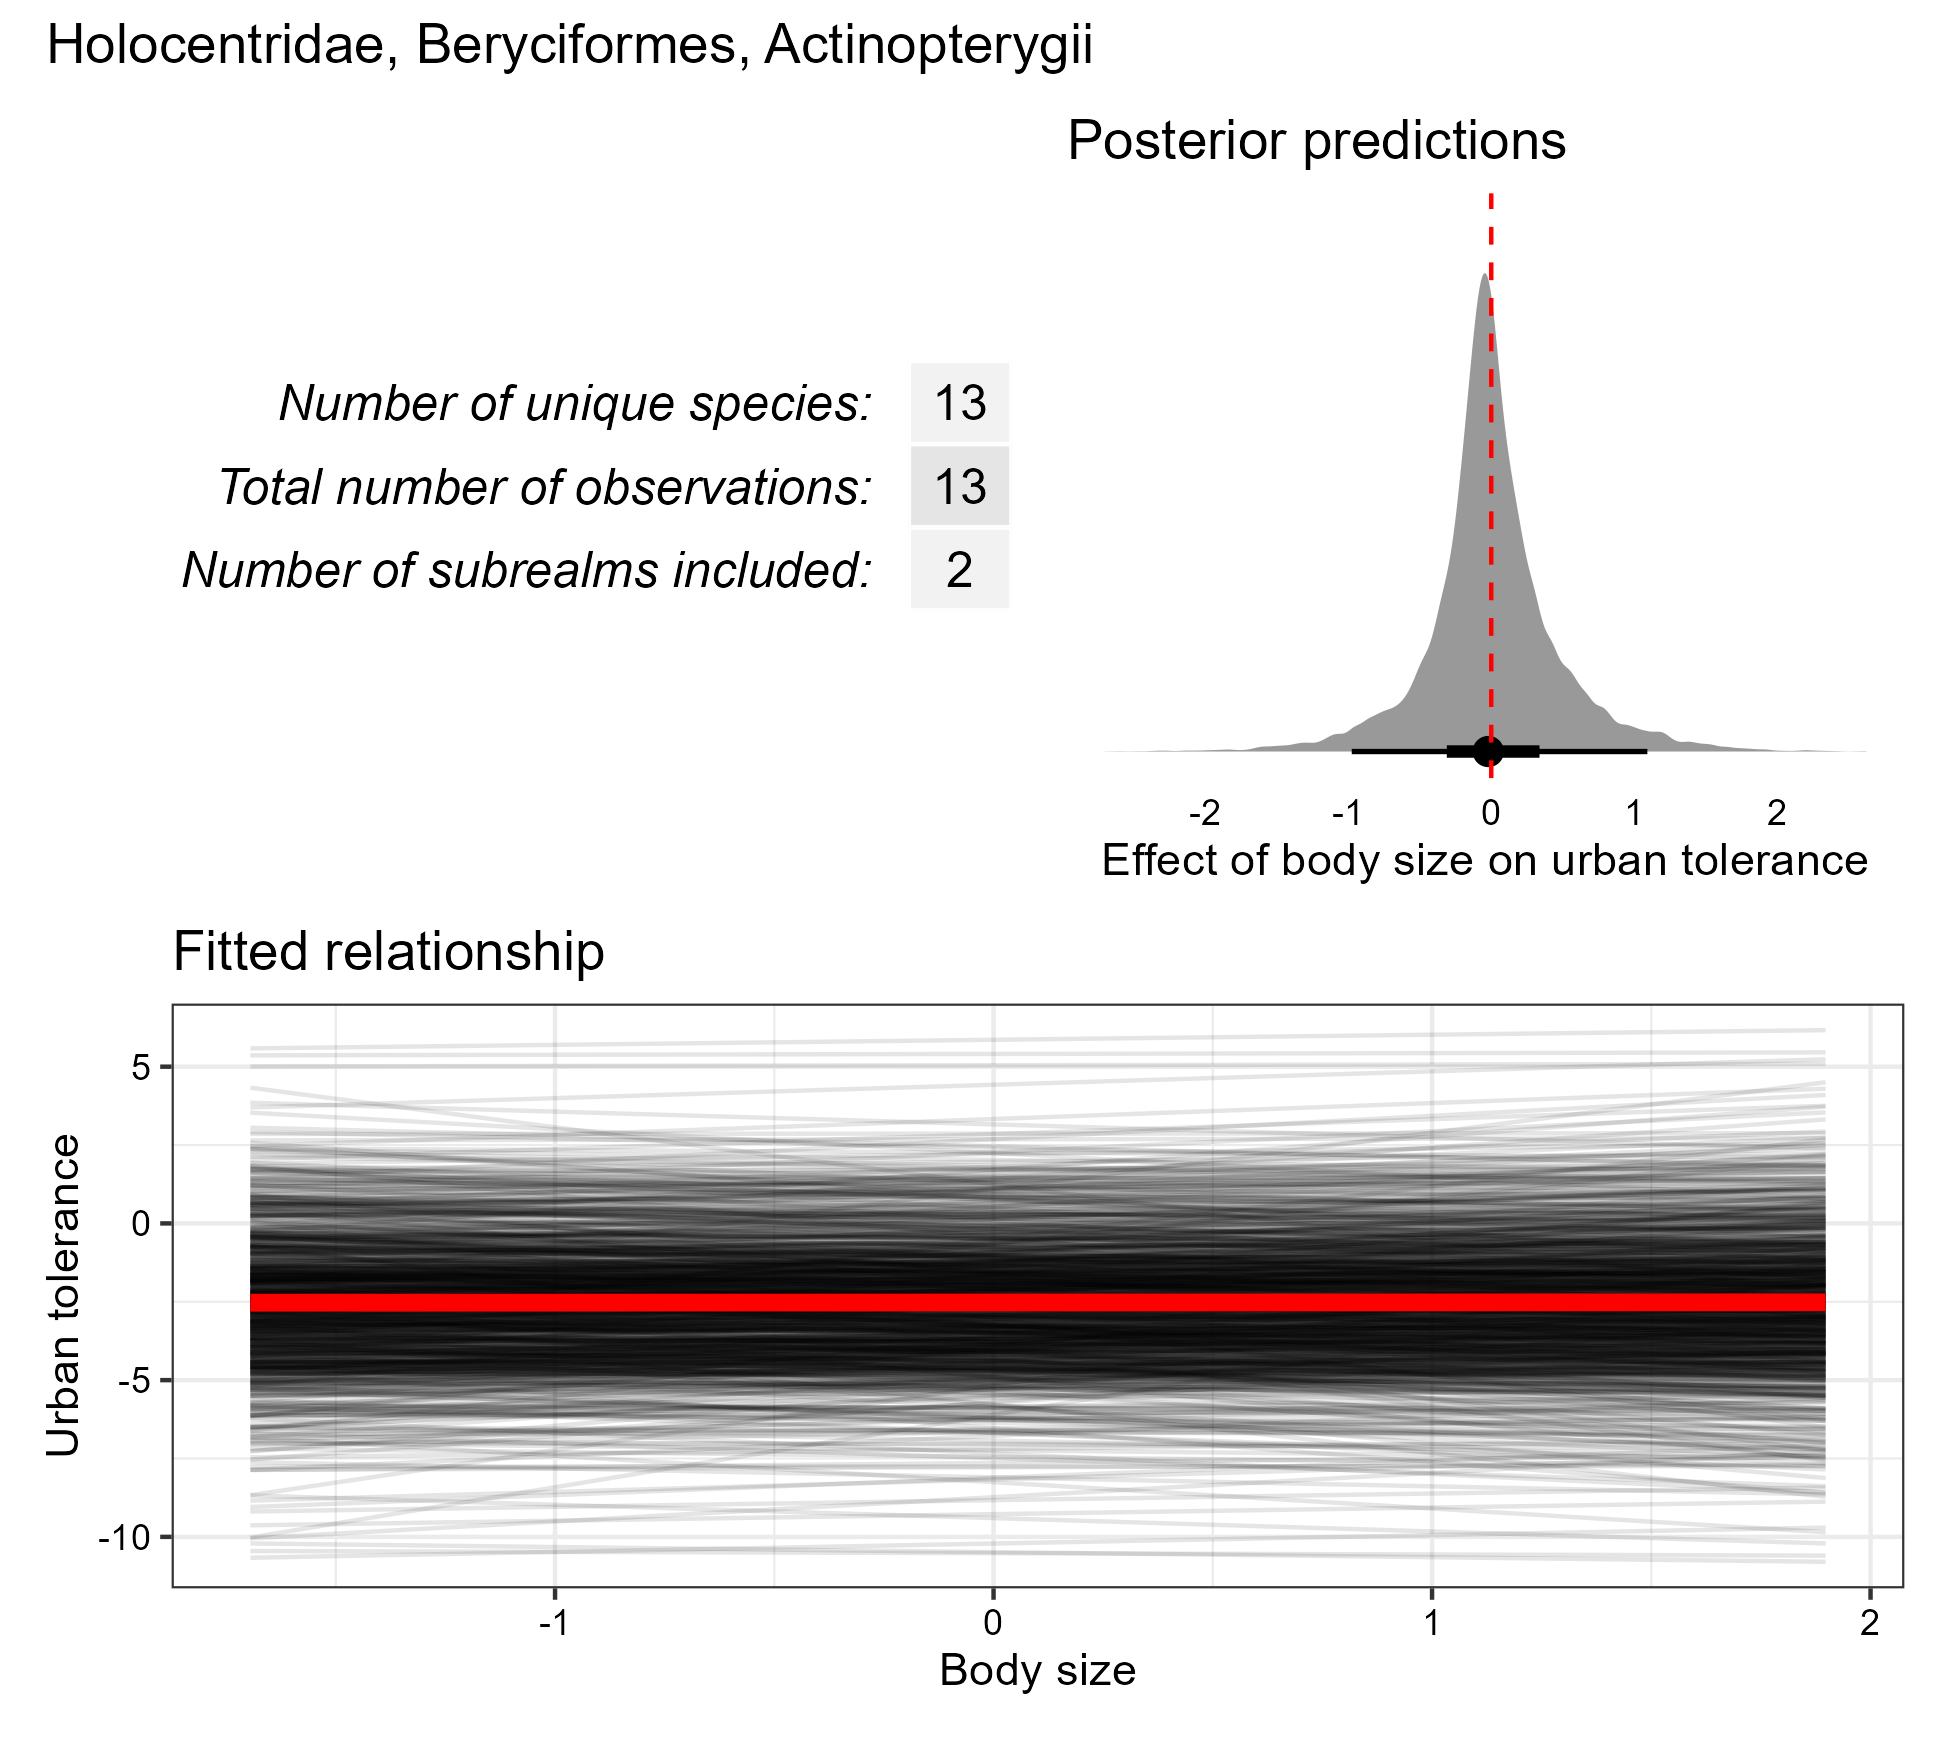 Holocentridae, Beryciformes, Actinopterygii
Posterior predictions
Number of unique species: 13
Total number of observations: 13
Number of subrealms included: 2
-2 -1 0 1 2
Effect of body size on urban tolerance
Fitted relationship
Urban tolerance
5
0
-5
-10
-1 0 1 2
Body size